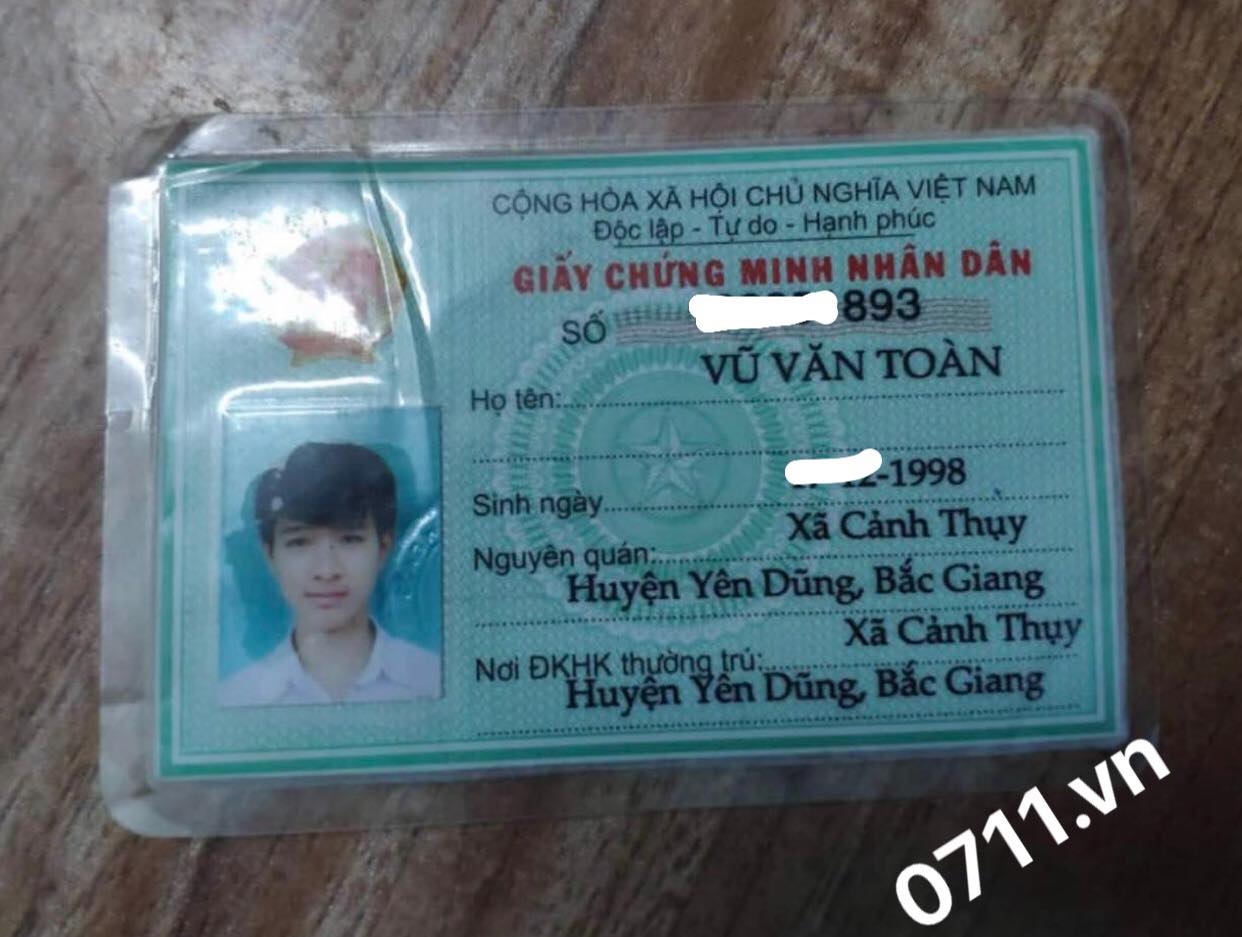 CỘNG HÒA XÃ HỘI CHỦ NGHĨA VIỆT NAM
Độc lập - Tự do - Hạnh phúc
GIẤY CHỨNG MINH NHÂN DÂN
SỐ 893
Họ tên: VŨ VĂN TOÀN
Sinh ngày -1998
Nguyên quán: Xã Cảnh Thụy
Huyện Yên Dũng, Bắc Giang
Nơi ĐKHK thường trú: Xã Cảnh Thụy
Huyện Yên Dũng, Bắc Giang
0711.vn